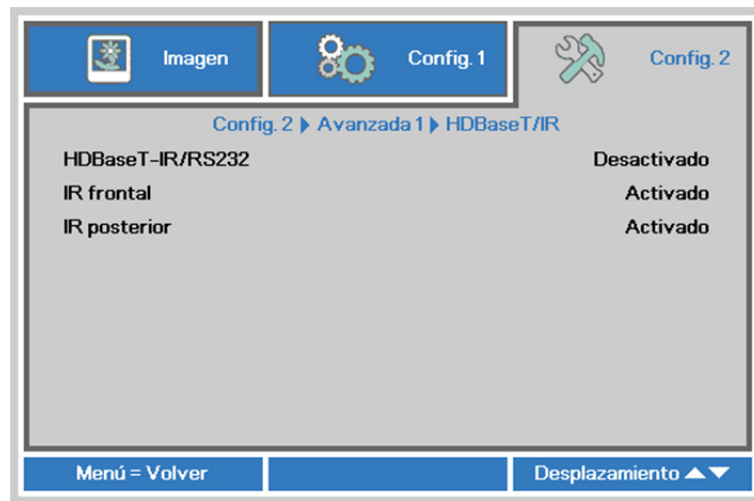 Imagen
Config. 1
Config. 2
Config. 2 ▶ Avanzada 1 ▶ HDBaseT/IR
HDBaseT-IR/RS232 Desactivado
IR frontal Activado
IR posterior Activado
Menú = Volver
Desplazamiento ▲▼